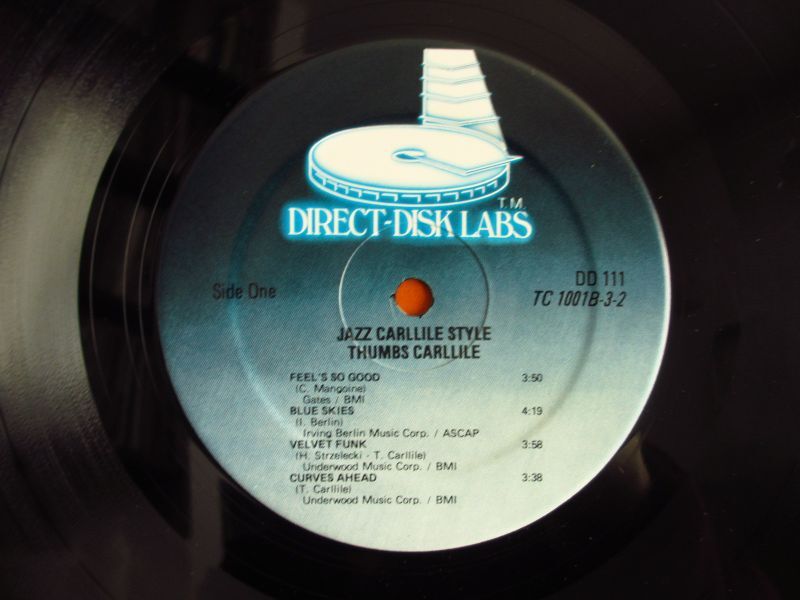 T.M.
DIRECT-DISK LABS
Side One
DD 111
TC 1001B-3-2
JAZZ CARLLILE STYLE
THUMBS CARLLILE
FEEL'S SO GOOD 3:50
(C. Mangoine)
Gates / BMI
BLUE SKIES 4:19
(I. Berlin)
Irving Berlin Music Corp. / ASCAP
VELVET FUNK 3:58
(H. Strzelecki - T. Carllile)
Underwood Music Corp. / BMI
CURVES AHEAD 3:38
(T. Carllile)
Underwood Music Corp. / BMI